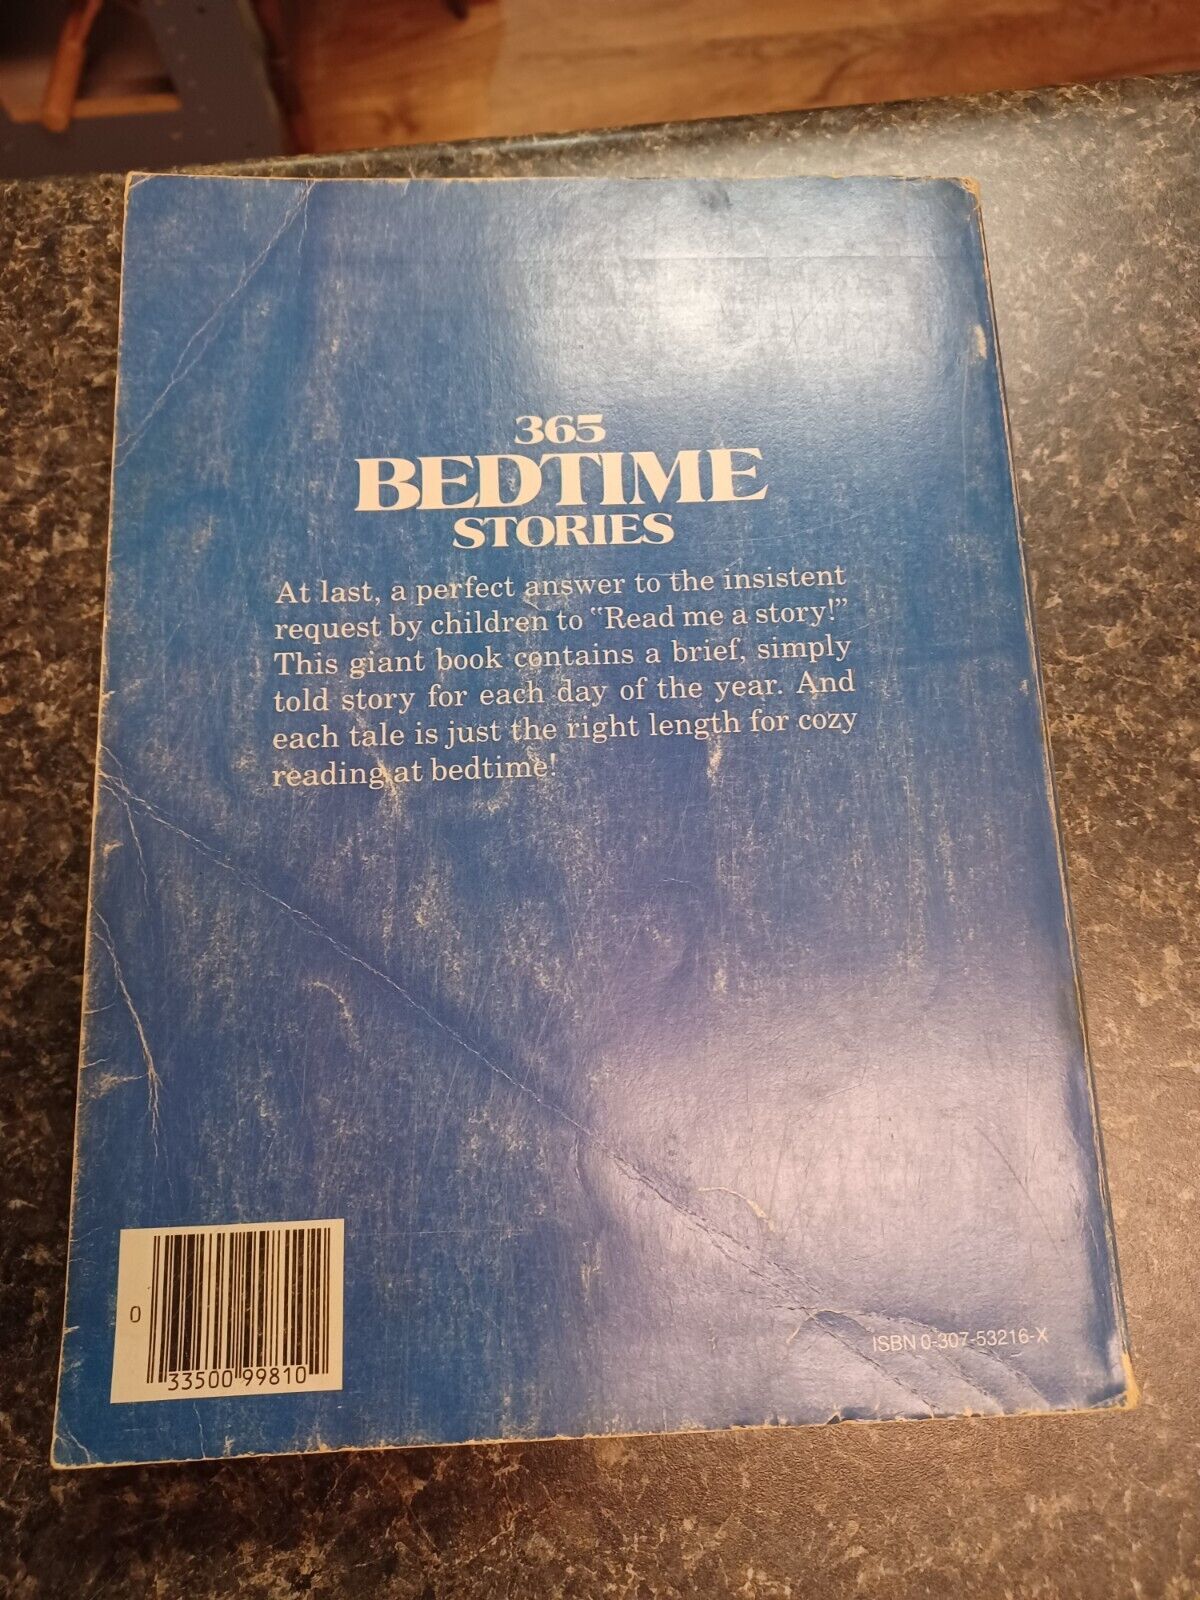 365
BEDTIME
STORIES
At last, a perfect answer to the insistent
request by children to "Read me a story!"
This giant book contains a brief, simply
told story for each day of the year. And
each tale is just the right length for cozy
reading at bedtime!
0
33500 99810
ISBN 0-307-53216-X